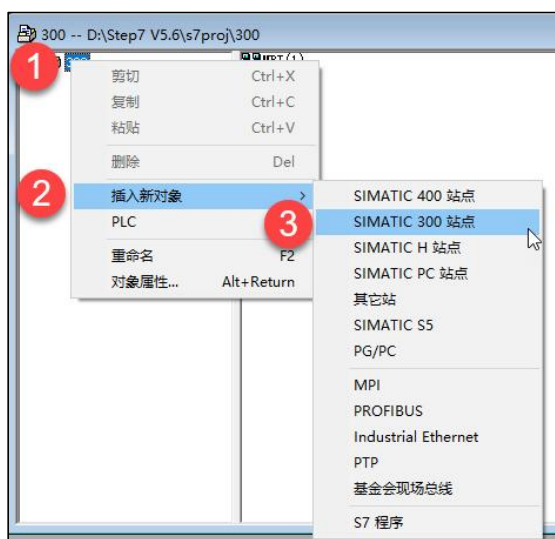 300 -- D:\Step7 V5.6\s7proj\300
1
300
MPI(1)
剪切 Ctrl+X
复制 Ctrl+C
粘贴 Ctrl+V
删除 Del
2
插入新对象 >
PLC
3
重命名 F2
对象属性... Alt+Return
SIMATIC 400 站点
SIMATIC 300 站点
SIMATIC H 站点
SIMATIC PC 站点
其它站
SIMATIC S5
PG/PC
MPI
PROFIBUS
Industrial Ethernet
PTP
基金会现场总线
S7 程序